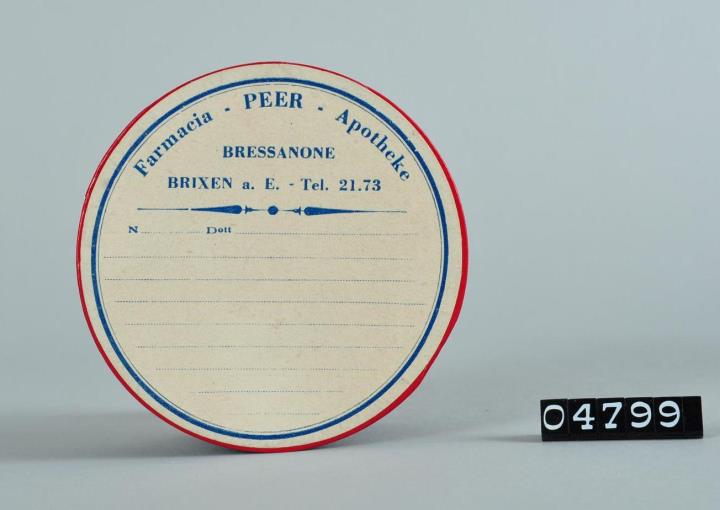 Farmacia - PEER - Apotheke
BRESSANONE
BRIXEN a. E. - Tel. 21.73
N. Dott.
04799